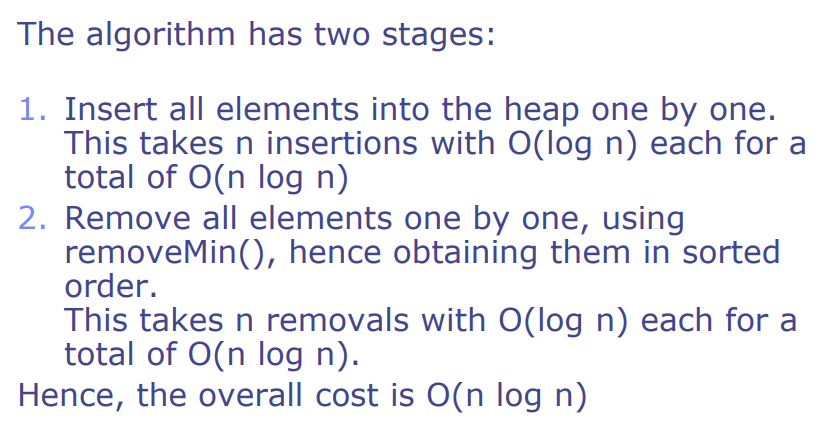 The algorithm has two stages:
1. Insert all elements into the heap one by one.
This takes n insertions with O(log n) each for a
total of O(n log n)
2. Remove all elements one by one, using
removeMin(), hence obtaining them in sorted
order.
This takes n removals with O(log n) each for a
total of O(n log n).
Hence, the overall cost is O(n log n)